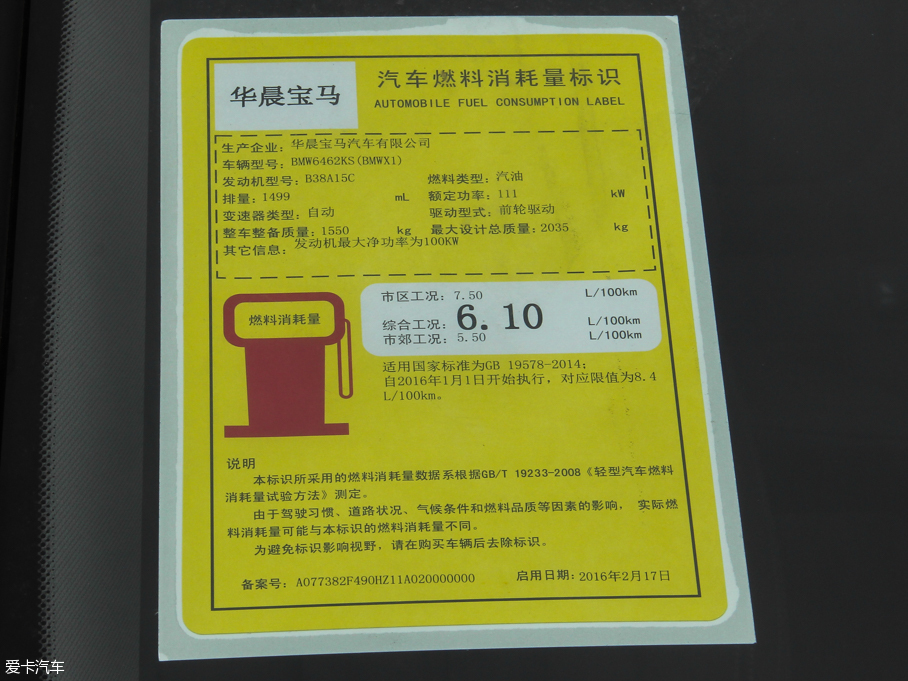 华晨宝马
汽车燃料消耗量标识
AUTOMOBILE FUEL CONSUMPTION LABEL
生产企业：华晨宝马汽车有限公司
车辆型号：BMW6462KS(BMWX1)
发动机型号：B38A15C 燃料类型：汽油
排量：1499 mL 额定功率：111 kW
变速器类型：自动 驱动型式：前轮驱动
整车整备质量：1550 kg 最大设计总质量：2035 kg
其它信息：发动机最大净功率为100KW
燃料消耗量
市区工况：7.50 L/100km
综合工况：6.10 L/100km
市郊工况：5.50 L/100km
适用国家标准为GB 19578-2014；
自2016年1月1日开始执行，对应限值为8.4
L/100km。
说明
本标识所采用的燃料消耗量数据系根据GB/T 19233-2008《轻型汽车燃料
消耗量试验方法》测定。
由于驾驶习惯、道路状况、气候条件和燃料品质等因素的影响， 实际燃
料消耗量可能与本标识的燃料消耗量不同。
为避免标识影响视野，请在购买车辆后去除标识。
备案号：A077382F490HZ11A020000000 启用日期：2016年2月17日
爱卡汽车